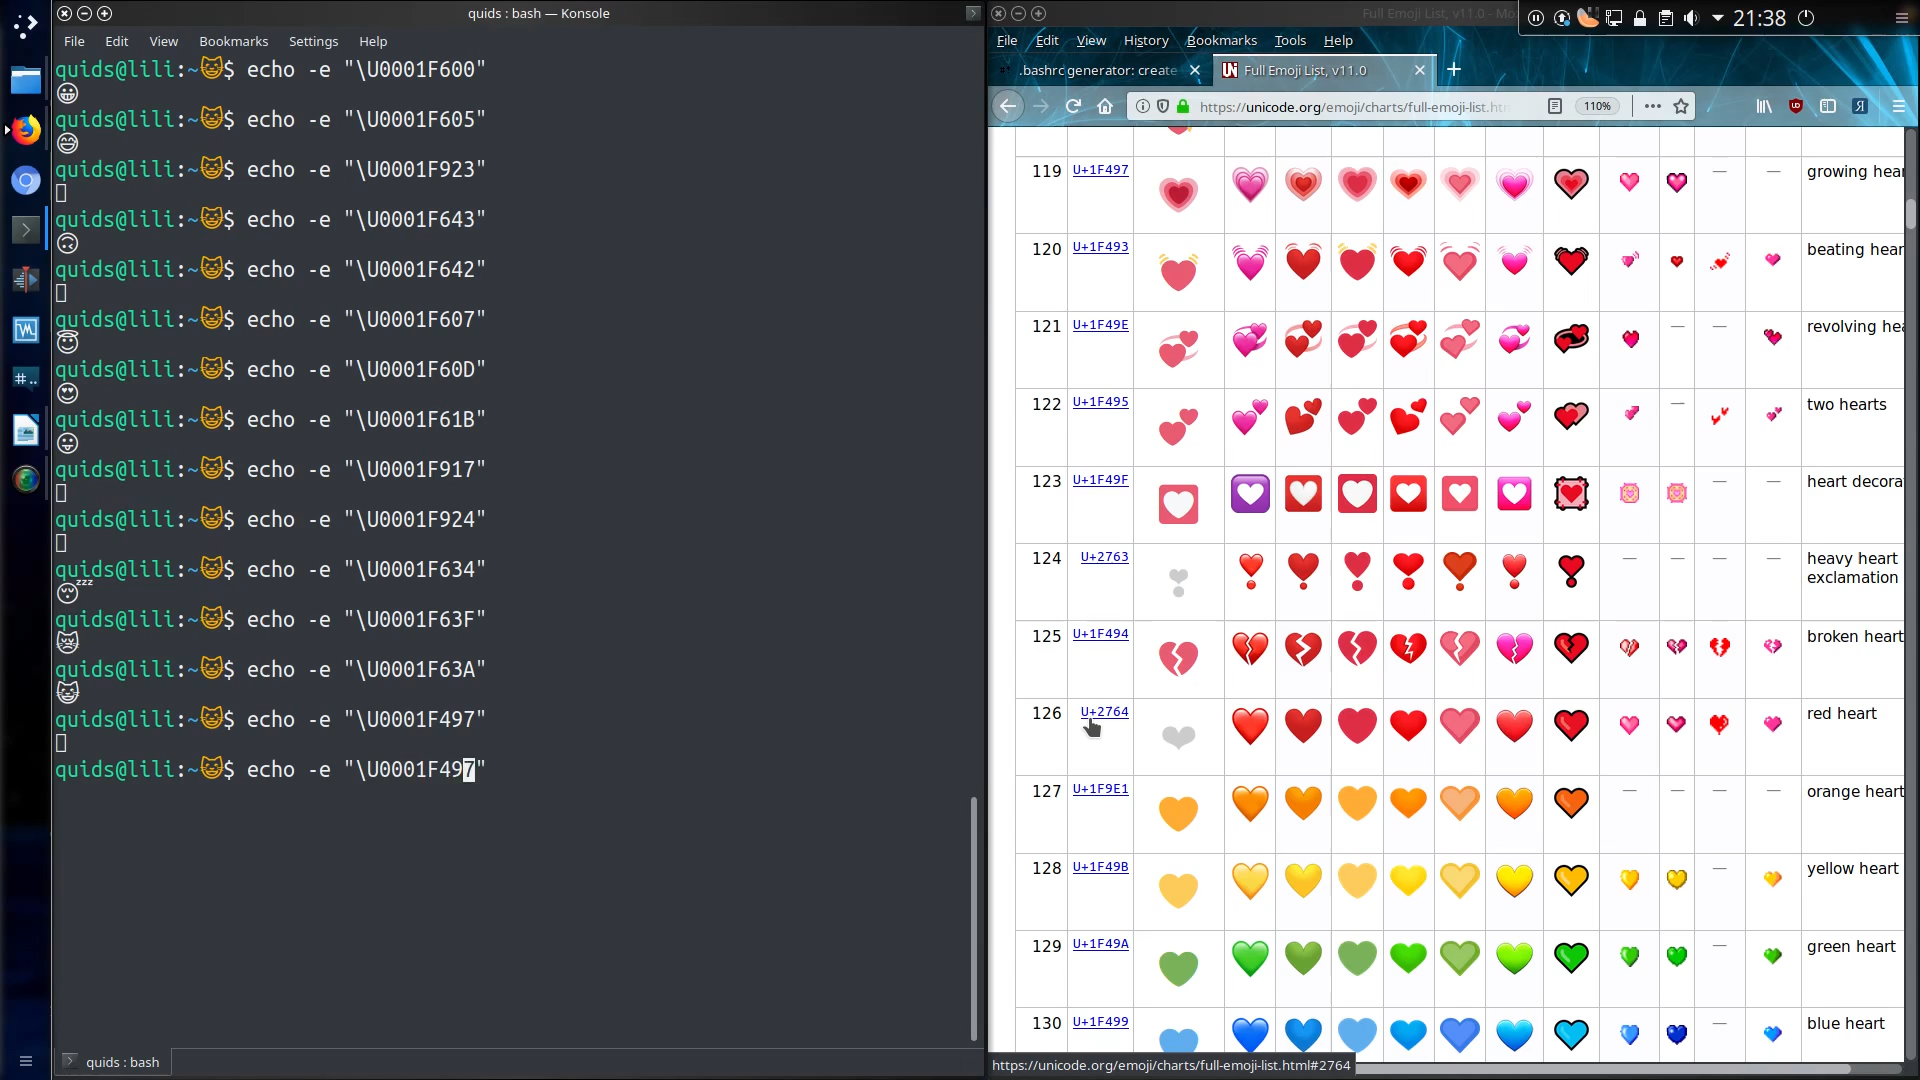 quids : bash — Konsole
File Edit View Bookmarks Settings Help
quids@lili:~😺$ echo -e "\U0001F600"
😀
quids@lili:~😺$ echo -e "\U0001F605"
😅
quids@lili:~😺$ echo -e "\U0001F923"
quids@lili:~😺$ echo -e "\U0001F643"
🙃
quids@lili:~😺$ echo -e "\U0001F642"
quids@lili:~😺$ echo -e "\U0001F607"
😇
quids@lili:~😺$ echo -e "\U0001F60D"
😍
quids@lili:~😺$ echo -e "\U0001F61B"
😛
quids@lili:~😺$ echo -e "\U0001F917"
quids@lili:~😺$ echo -e "\U0001F924"
quids@lili:~😺$ echo -e "\U0001F634"
😴
quids@lili:~😺$ echo -e "\U0001F63F"
😿
quids@lili:~😺$ echo -e "\U0001F63A"
😺
quids@lili:~😺$ echo -e "\U0001F497"
quids@lili:~😺$ echo -e "\U0001F497"
quids : bash
Full Emoji List, v11.0 - Mo
21:38
File Edit View History Bookmarks Tools Help
.bashrc generator: create
Full Emoji List, v11.0
https://unicode.org/emoji/charts/full-emoji-list.htm
110%
119 U+1F497 — — growing hear
120 U+1F493 beating hear
121 U+1F49E — — revolving hea
122 U+1F495 — two hearts
123 U+1F49F — — heart decora
124 U+2763 — — — — heavy heart
exclamation
125 U+1F494 broken heart
126 U+2764 red heart
127 U+1F9E1 — — — — orange heart
128 U+1F49B — yellow heart
129 U+1F49A — green heart
130 U+1F499 — blue heart
https://unicode.org/emoji/charts/full-emoji-list.html#2764